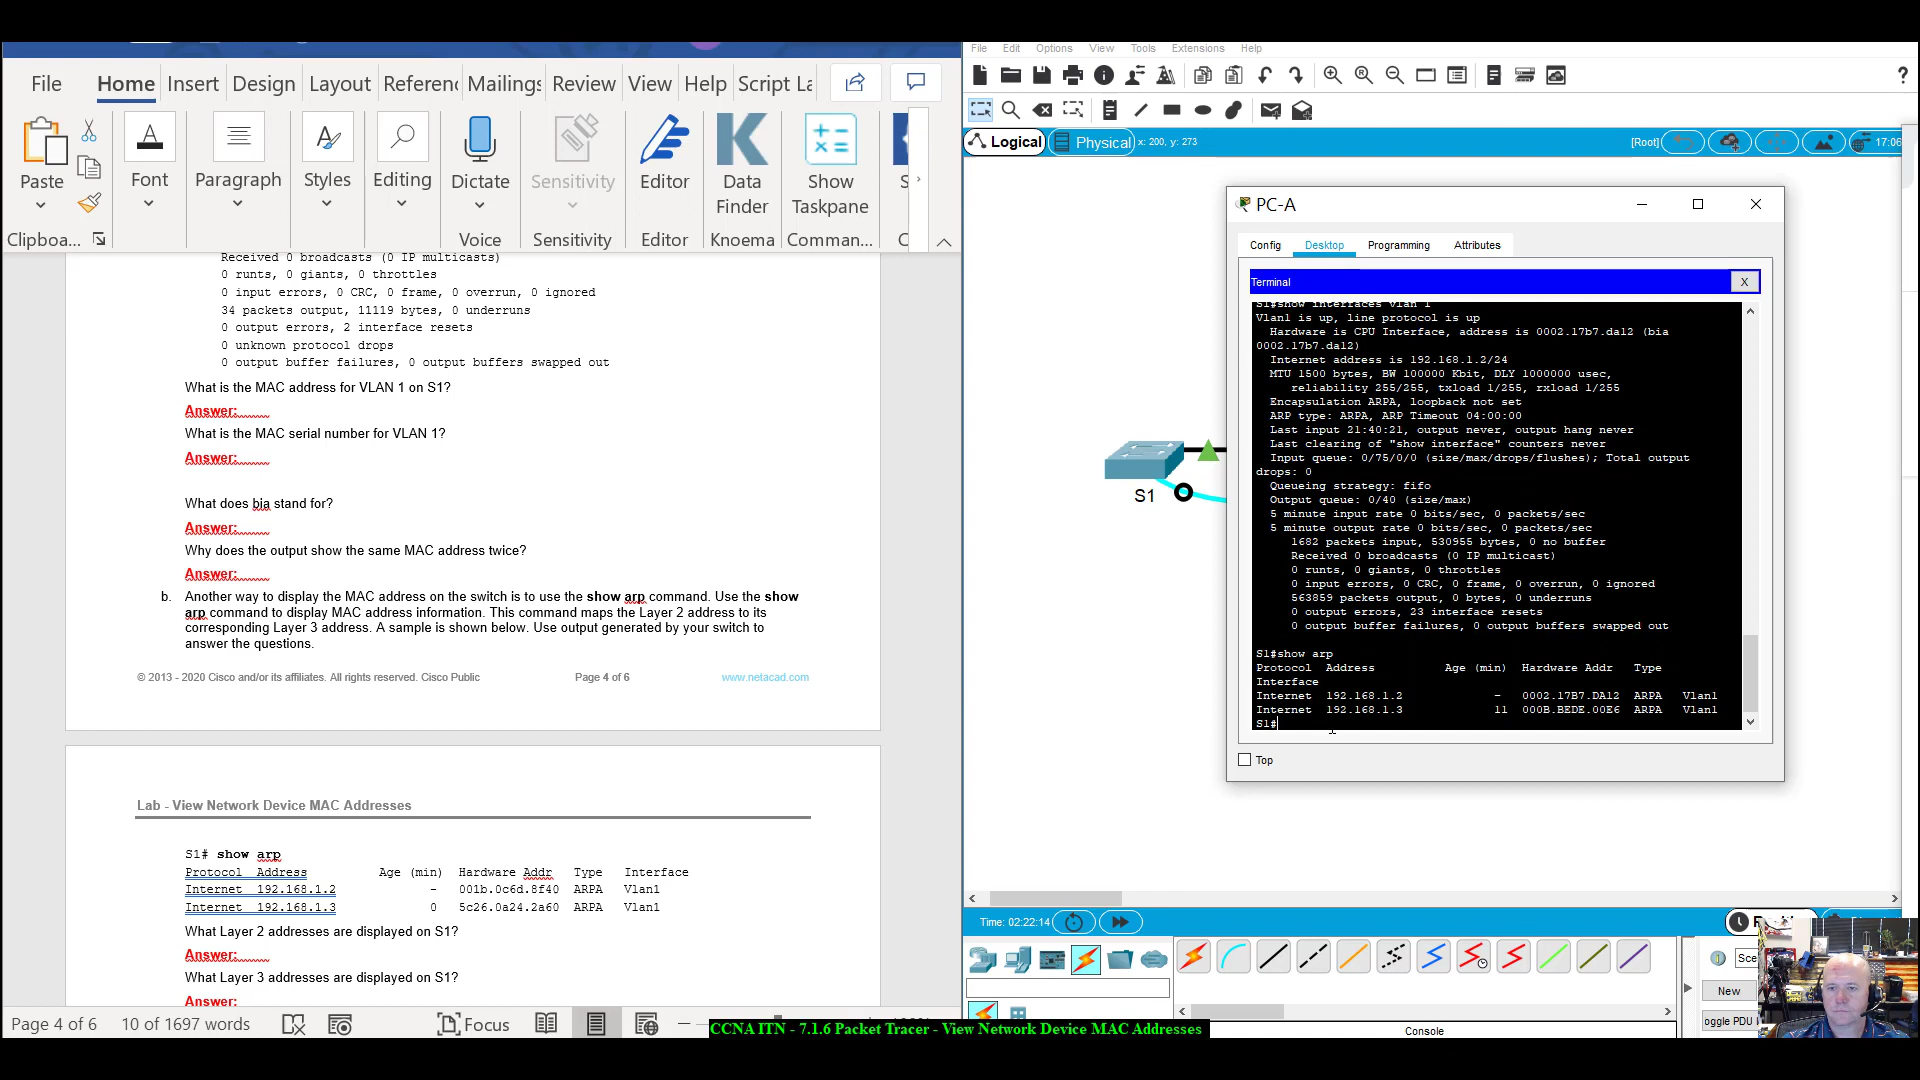 File Home Insert Design Layout Referenc Mailings Review View Help Script La
Paste Font Paragraph Styles Editing Dictate Sensitivity Editor Data Finder Show Taskpane S
Clipboa... Voice Sensitivity Editor Knoema Comman... C
Received 0 broadcasts (0 IP multicasts)
0 runts, 0 giants, 0 throttles
0 input errors, 0 CRC, 0 frame, 0 overrun, 0 ignored
34 packets output, 11119 bytes, 0 underruns
0 output errors, 2 interface resets
0 unknown protocol drops
0 output buffer failures, 0 output buffers swapped out
What is the MAC address for VLAN 1 on S1?
Answer:
What is the MAC serial number for VLAN 1?
Answer:
What does bia stand for?
Answer:
Why does the output show the same MAC address twice?
Answer:
b. Another way to display the MAC address on the switch is to use the show arp command. Use the show
arp command to display MAC address information. This command maps the Layer 2 address to its
corresponding Layer 3 address. A sample is shown below. Use output generated by your switch to
answer the questions.
© 2013 - 2020 Cisco and/or its affiliates. All rights reserved. Cisco Public Page 4 of 6 www.netacad.com
Lab - View Network Device MAC Addresses
S1# show arp
Protocol Address Age (min) Hardware Addr Type Interface
Internet 192.168.1.2 - 001b.0c6d.8f40 ARPA Vlan1
Internet 192.168.1.3 0 5c26.0a24.2a60 ARPA Vlan1
What Layer 2 addresses are displayed on S1?
Answer:
What Layer 3 addresses are displayed on S1?
Answer:
Page 4 of 6 10 of 1697 words Focus
File Edit Options View Tools Extensions Help
?
Logical Physical x: 200, y: 273 [Root] 17:06
S1
PC-A
Config Desktop Programming Attributes
Terminal X
S1#show interfaces vlan 1
Vlan1 is up, line protocol is up
Hardware is CPU Interface, address is 0002.17b7.da12 (bia
0002.17b7.da12)
Internet address is 192.168.1.2/24
MTU 1500 bytes, BW 100000 Kbit, DLY 1000000 usec,
reliability 255/255, txload 1/255, rxload 1/255
Encapsulation ARPA, loopback not set
ARP type: ARPA, ARP Timeout 04:00:00
Last input 21:40:21, output never, output hang never
Last clearing of "show interface" counters never
Input queue: 0/75/0/0 (size/max/drops/flushes); Total output
drops: 0
Queueing strategy: fifo
Output queue: 0/40 (size/max)
5 minute input rate 0 bits/sec, 0 packets/sec
5 minute output rate 0 bits/sec, 0 packets/sec
1682 packets input, 530955 bytes, 0 no buffer
Received 0 broadcasts (0 IP multicast)
0 runts, 0 giants, 0 throttles
0 input errors, 0 CRC, 0 frame, 0 overrun, 0 ignored
563859 packets output, 0 bytes, 0 underruns
0 output errors, 23 interface resets
0 output buffer failures, 0 output buffers swapped out
S1#show arp
Protocol Address Age (min) Hardware Addr Type
Interface
Internet 192.168.1.2 - 0002.17B7.DA12 ARPA Vlan1
Internet 192.168.1.3 11 000B.BEDE.00E6 ARPA Vlan1
S1#
Top
Time: 02:22:14
Sce
New
oggle PDU
Console
CCNA ITN - 7.1.6 Packet Tracer - View Network Device MAC Addresses